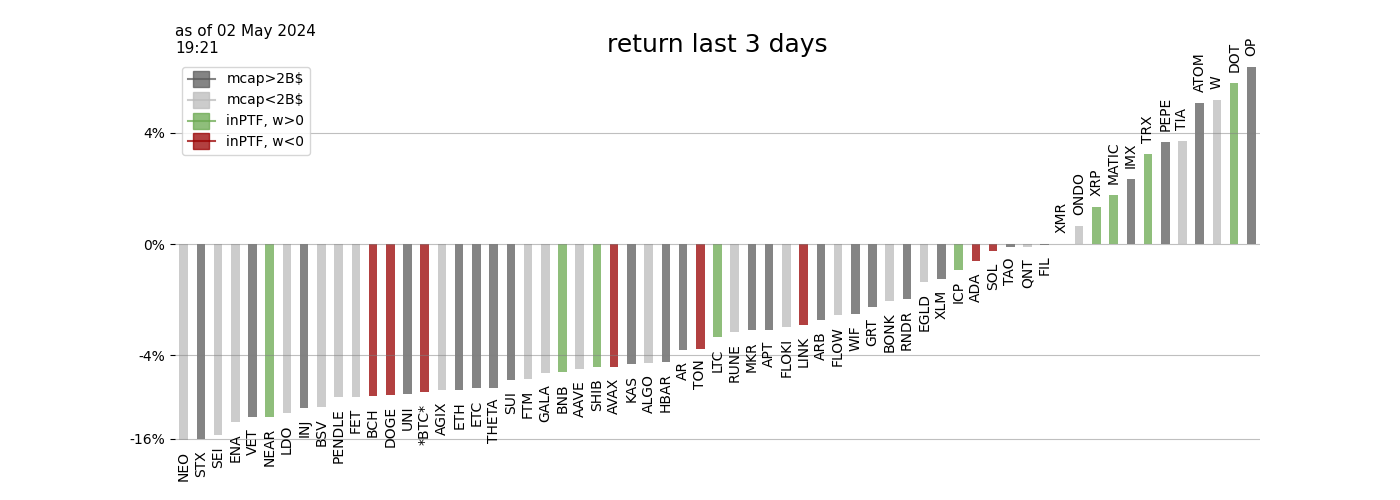 as of 02 May 2024
19:21
return last 3 days
mcap>2B$
mcap<2B$
inPTF, w>0
inPTF, w<0
4%
0%
-4%
-16%
NEO
STX
SEI
ENA
VET
NEAR
LDO
INJ
BSV
PENDLE
FET
BCH
DOGE
UNI
*BTC*
AGIX
ETH
ETC
THETA
SUI
FTM
GALA
BNB
AAVE
SHIB
AVAX
KAS
ALGO
HBAR
AR
TON
LTC
RUNE
MKR
APT
FLOKI
LINK
ARB
FLOW
WIF
GRT
BONK
RNDR
EGLD
XLM
ICP
ADA
SOL
TAO
QNT
FIL
XMR
ONDO
XRP
MATIC
IMX
TRX
PEPE
TIA
ATOM
W
DOT
OP